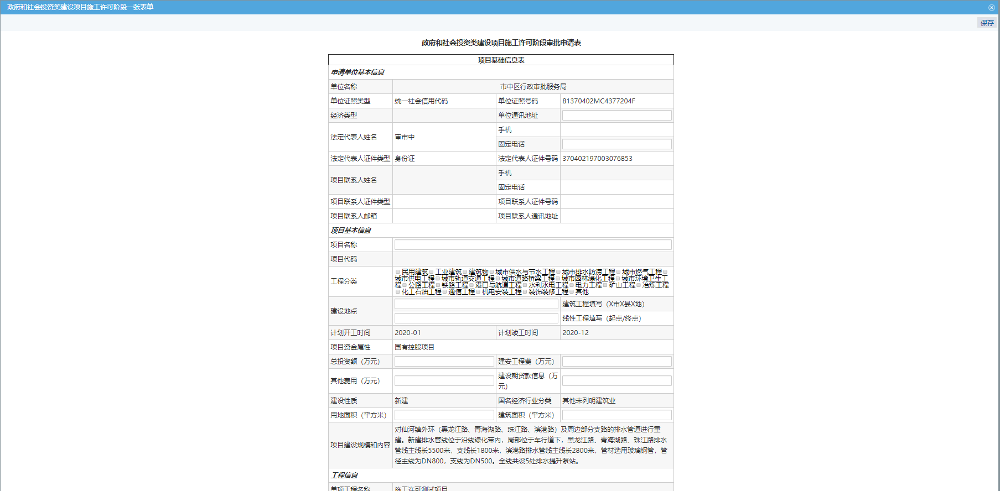 政府和社会投资类建设项目施工许可阶段一张表单
保存
政府和社会投资类建设项目施工许可阶段审批申请表
项目基础信息表
申请单位基本信息
单位名称 市中区行政审批服务局
单位证照类型 统一社会信用代码 单位证照号码 81370402MC4377204F
经济类型 单位通讯地址
法定代表人姓名 审市中 手机
固定电话
法定代表人证件类型 身份证 法定代表人证件号码 370402197003076853
项目联系人姓名 手机
固定电话
项目联系人证件类型 项目联系人证件号码
项目联系人邮箱 项目联系人通讯地址
项目基本信息
项目名称
项目代码
工程分类 民用建筑 工业建筑 建筑物 城市供水与节水工程 城市排水防涝工程 城市燃气工程
城市供电工程 城市轨道交通工程 城市道路桥梁工程 城市园林绿化工程 城市环境卫生工
程 公路工程 铁路工程 港口与航道工程 水利水电工程 电力工程 矿山工程 冶炼工程
化工石油工程 通信工程 机电安装工程 装饰装修工程 其他
建设地点 建筑工程填写（X市X县X地）
线性工程填写（起点/终点）
计划开工时间 2020-01 计划竣工时间 2020-12
项目资金属性 国有控股项目
总投资额（万元） 建安工程费（万元）
其他费用（万元） 建设期贷款信息（万
元）
建设性质 新建 国名经济行业分类 其他未列明建筑业
用地面积（平方米） 建筑面积（平方米）
项目建设规模和内容 对仙河镇外环（黑龙江路、青海湖路、珠江路、滨港路）及周边部分支路的排水管道进行重
建。新建排水管线位于沿线绿化带内，局部位于车行道下，黑龙江路、青海湖路、珠江路排水
管线主线长5500米，支线长1800米，滨港路排水管线主线长2800米，管材选用玻璃钢管，管
径主线为DN800，支线为DN500。全线共设5处排水提升泵站。
工程信息
单项工程名称 施工许可测试项目